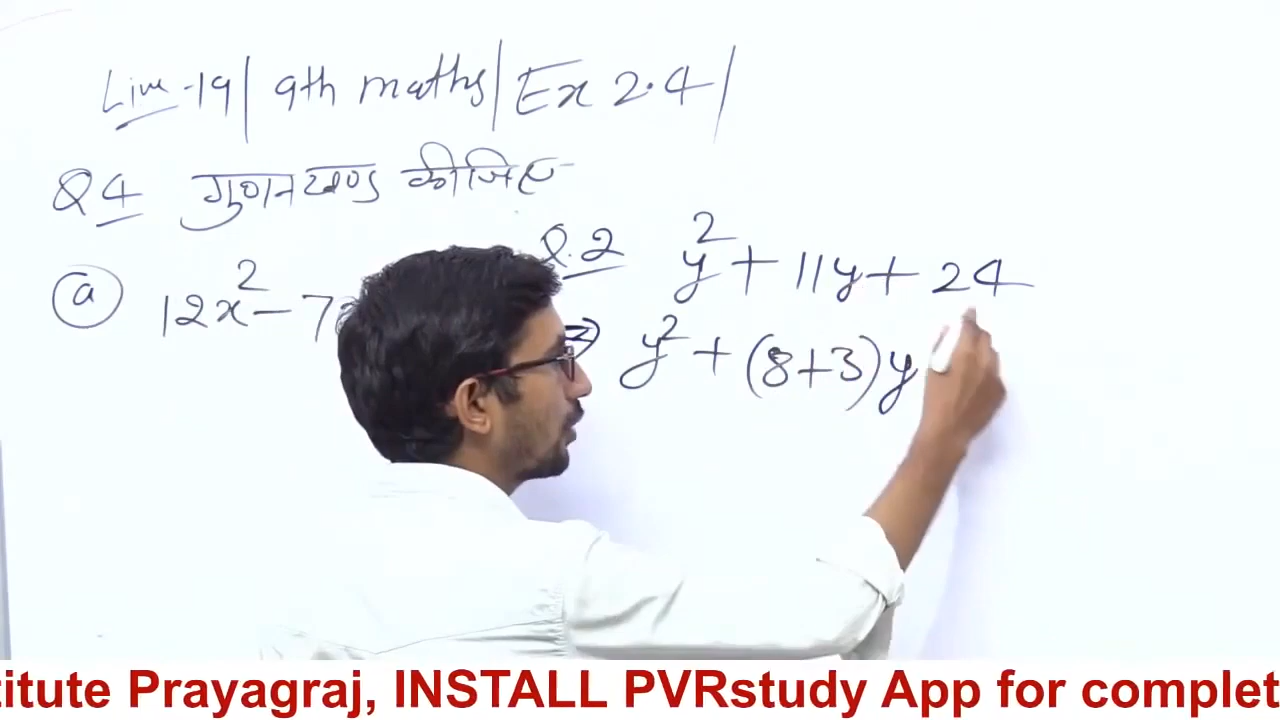 Live-19 | 9th maths | Ex 2.4 |
Q4 गुणनखण्ड कीजिए
(a) 12x² - 7
Q.2 y² + 11y + 24
⇒ y² + (8+3)y
titute Prayagraj, INSTALL PVRstudy App for complet